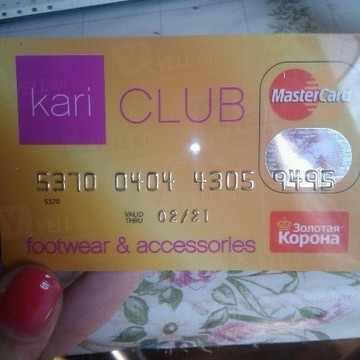 kari CLUB
MasterCard
5370 0404 4305 9495
5370
VALID THRU 02/21
footwear & accessories
Золотая Корона